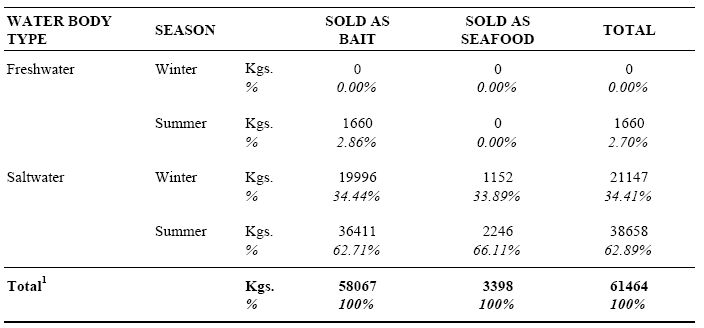 WATER BODY TYPE SEASON SOLD AS BAIT SOLD AS SEAFOOD TOTAL
Freshwater Winter Kgs. 0 0 0
% 0.00% 0.00% 0.00%
Summer Kgs. 1660 0 1660
% 2.86% 0.00% 2.70%
Saltwater Winter Kgs. 19996 1152 21147
% 34.44% 33.89% 34.41%
Summer Kgs. 36411 2246 38658
% 62.71% 66.11% 62.89%
Total1 Kgs. 58067 3398 61464
% 100% 100% 100%